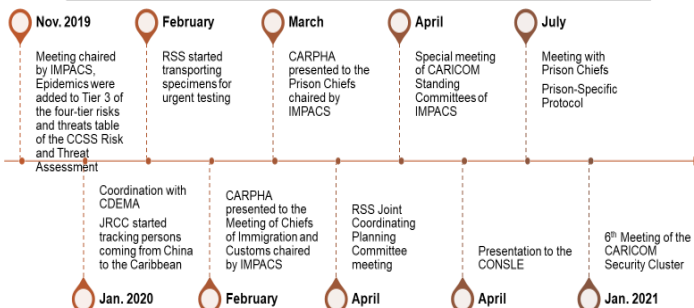 Nov. 2019
Meeting chaired
by IMPACS,
Epidemics were
added to Tier 3 of
the four-tier risks
and threats table
of the CCSS Risk
and Threat
Assessment
February
RSS started
transporting
specimens for
urgent testing
March
CARPHA
presented to the
Prison Chiefs
chaired by
IMPACS
April
Special meeting
of CARICOM
Standing
Committees of
IMPACS
July
Meeting with
Prison Chiefs
Prison-Specific
Protocol
Coordination with
CDEMA
JRCC started
tracking persons
coming from China
to the Caribbean
Jan. 2020
CARPHA
presented to the
Meeting of Chiefs
of Immigration and
Customs chaired
by IMPACS
February
RSS Joint
Coordinating
Planning
Committee
meeting
April
Presentation to the
CONSLE
April
6th Meeting of the
CARICOM
Security Cluster
Jan. 2021